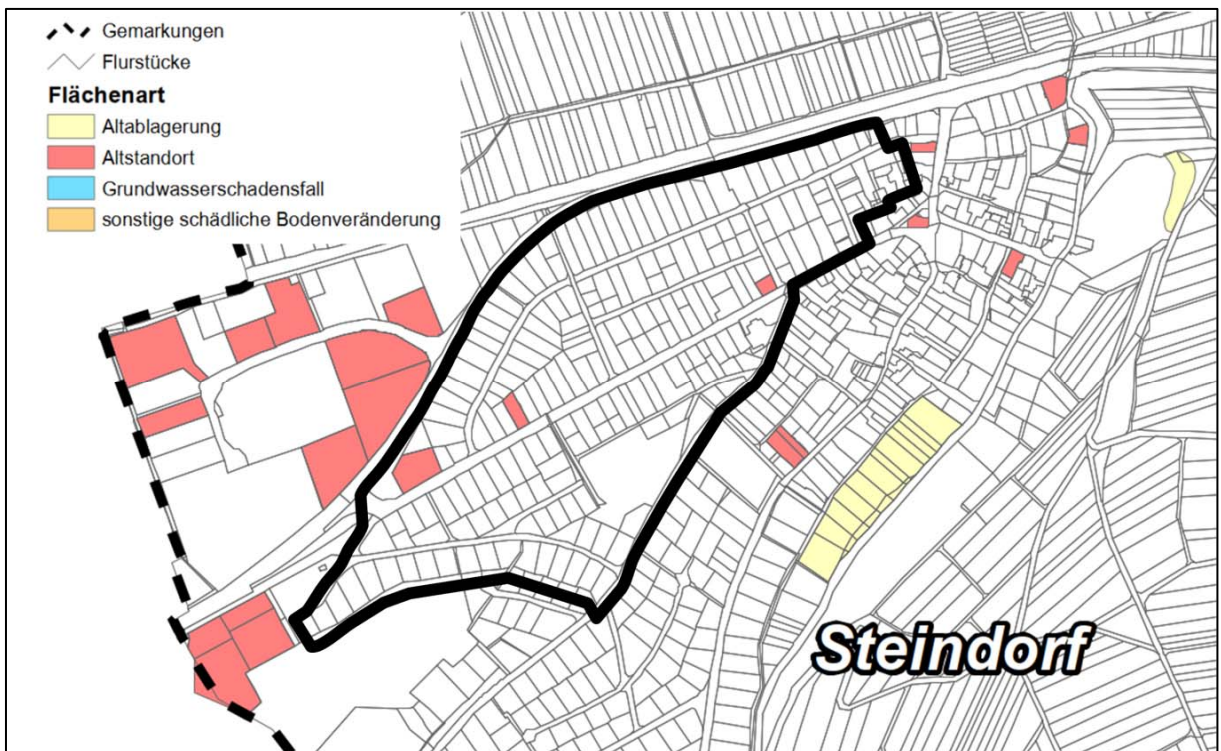 Gemarkungen
Flurstücke
Flächenart
Altablagerung
Altstandort
Grundwasserschadensfall
sonstige schädliche Bodenveränderung
Steindorf